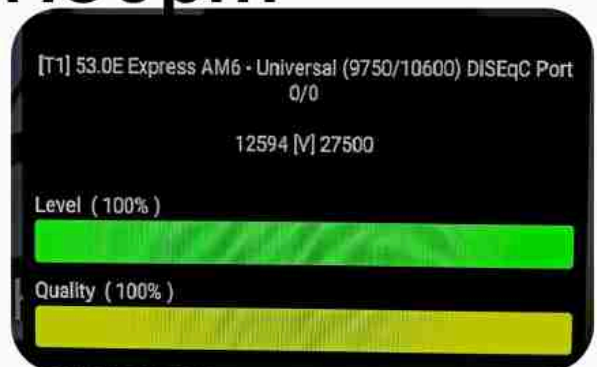 [T1] 53.0E Express AM6 - Universal (9750/10600) DISEqC Port
0/0
12594 [V] 27500
Level ( 100% )
Quality ( 100% )